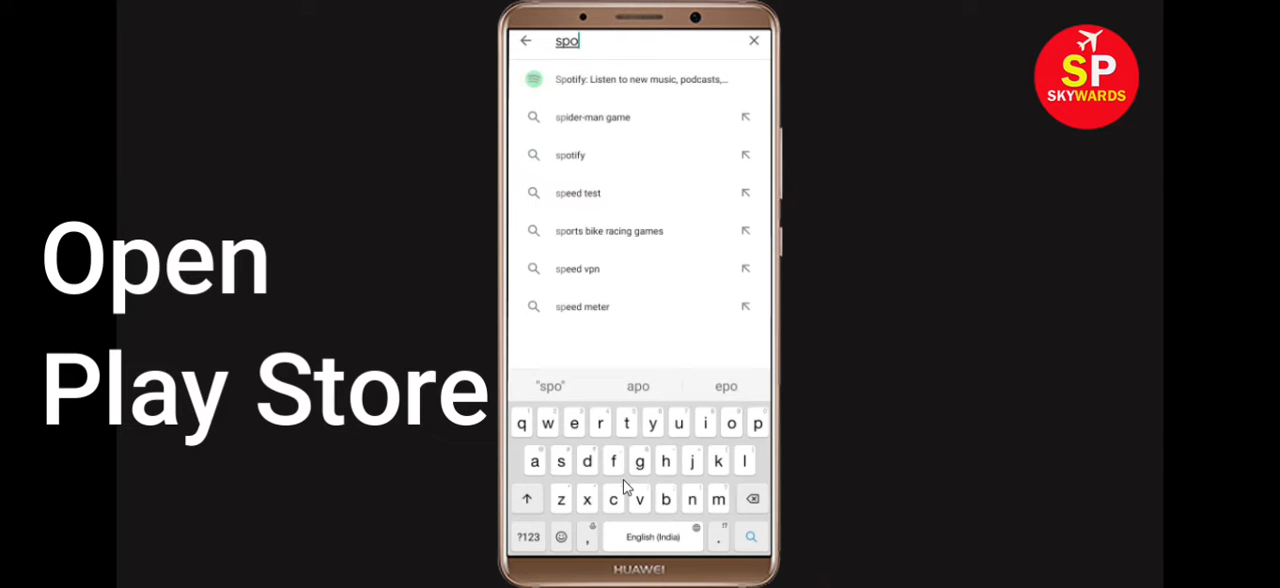 spo
Spotify: Listen to new music, podcasts,...
spider-man game
spotify
speed test
sports bike racing games
speed vpn
speed meter
"spo" apo epo
q w e r t y u i o p
a s d f g h j k l
z x c v b n m
?123 , English (India) .
HUAWEI
Open
Play Store
SP
SKYWARDS